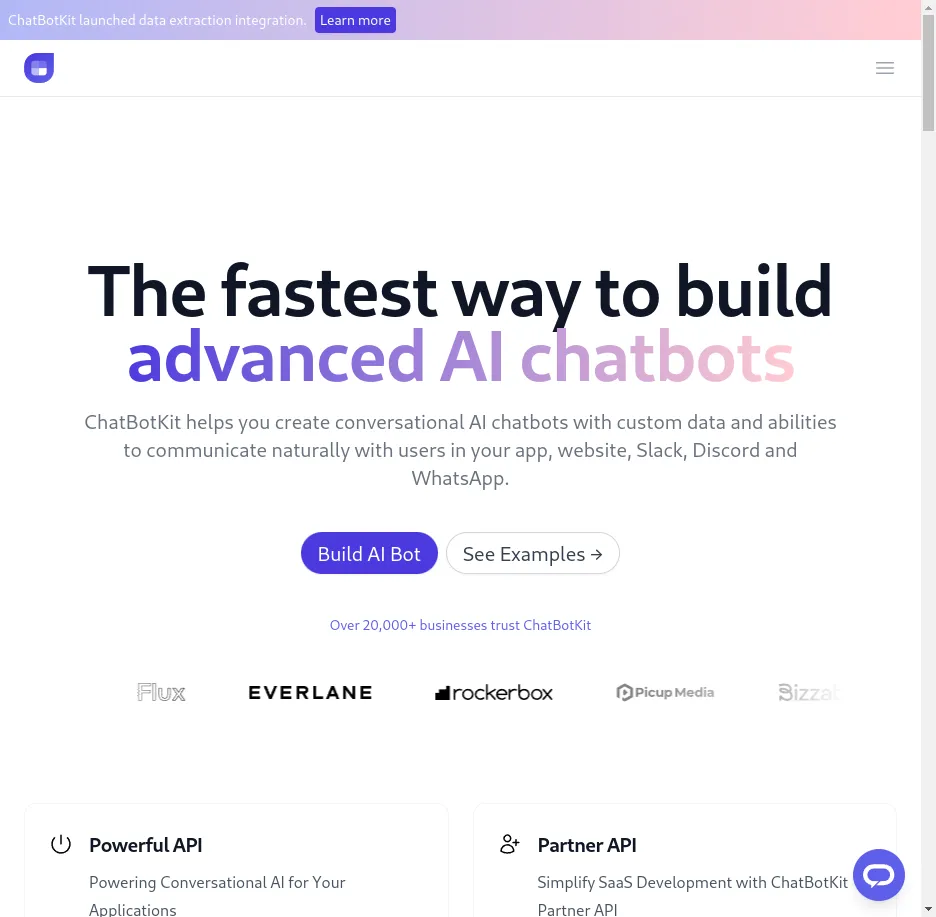 ChatBotKit launched data extraction integration. Learn more
The fastest way to build
advanced AI chatbots
ChatBotKit helps you create conversational AI chatbots with custom data and abilities
to communicate naturally with users in your app, website, Slack, Discord and
WhatsApp.
Build AI Bot See Examples →
Over 20,000+ businesses trust ChatBotKit
Flux EVERLANE rockerbox Picup Media
Powerful API
Powering Conversational AI for Your
Applications
Partner API
Simplify SaaS Development with ChatBotKit
Partner API